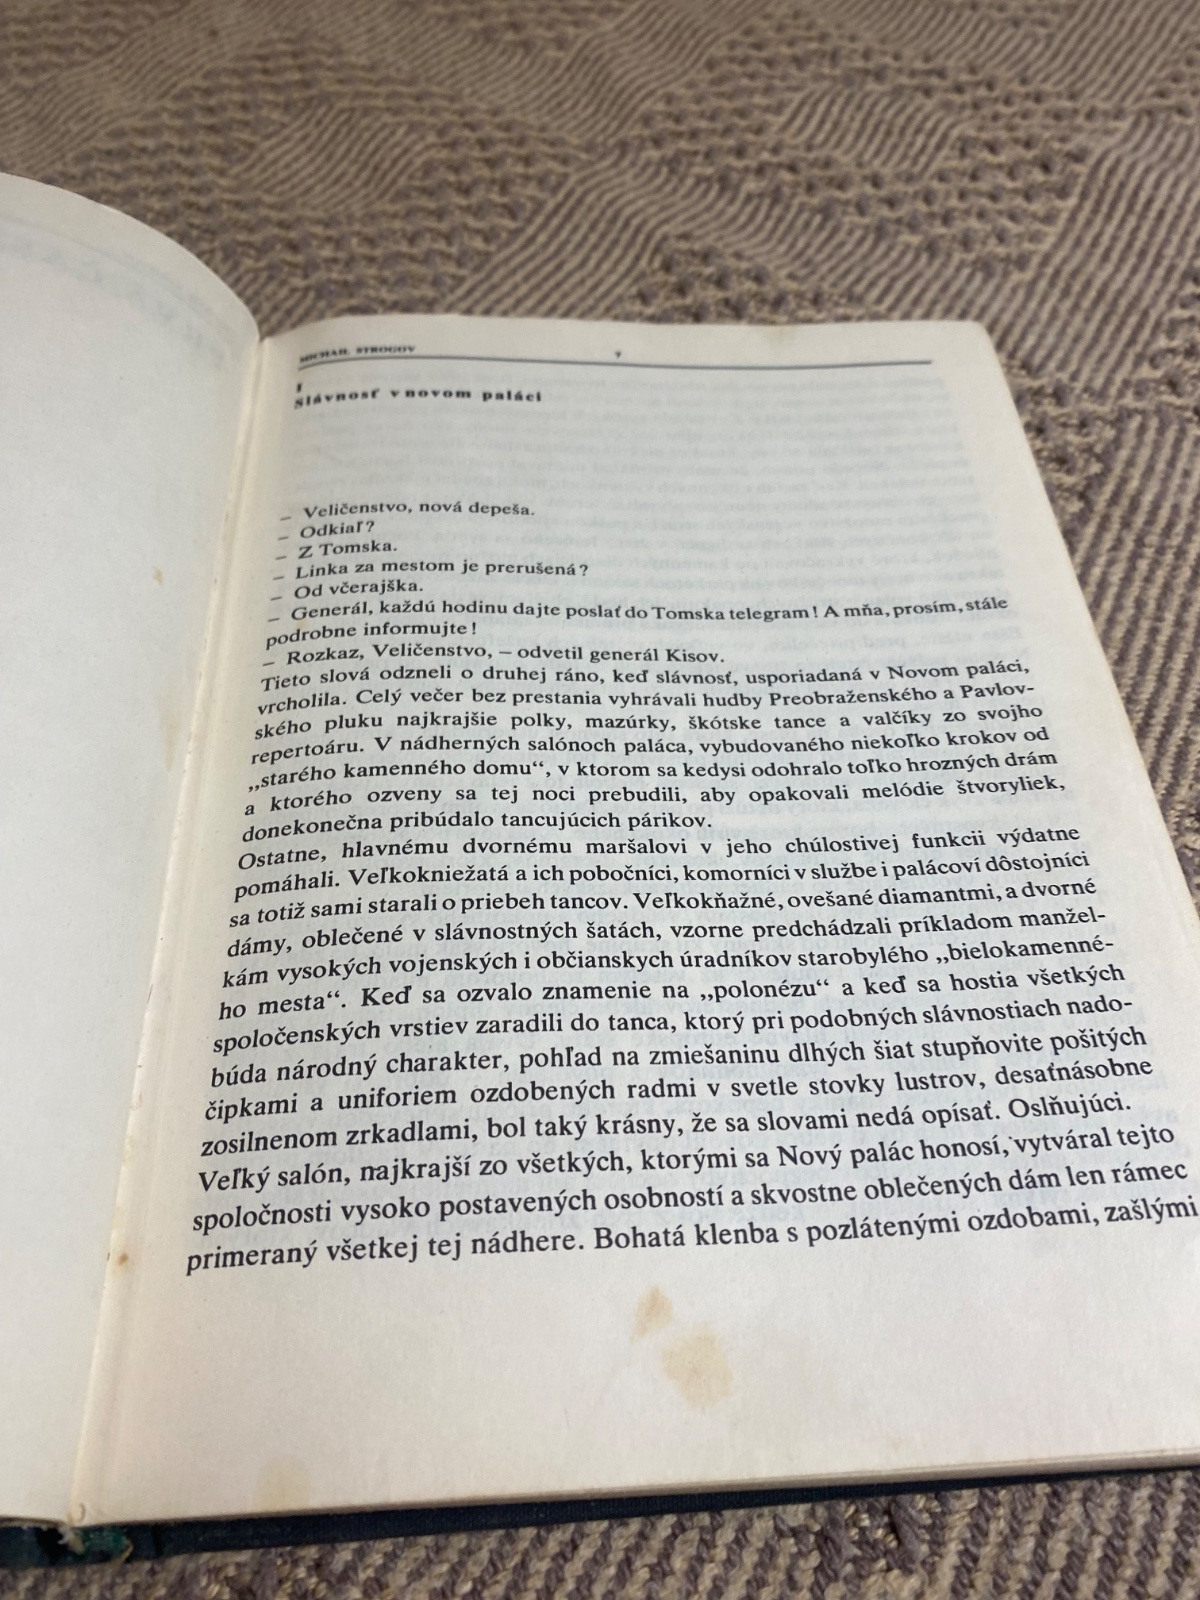 MICHAIL STROGOV 7
I
Slávnosť v novom paláci
– Veličenstvo, nová depeša.
– Odkiaľ?
– Z Tomska.
– Linka za mestom je prerušená?
– Od včerajška.
– Generál, každú hodinu dajte poslať do Tomska telegram! A mňa, prosím, stále
podrobne informujte!
– Rozkaz, Veličenstvo, – odvetil generál Kisov.
Tieto slová odzneli o druhej ráno, keď slávnosť, usporiadaná v Novom paláci,
vrcholila. Celý večer bez prestania vyhrávali hudby Preobraženského a Pavlov-
ského pluku najkrajšie polky, mazúrky, škótske tance a valčíky zo svojho
repertoáru. V nádherných salónoch paláca, vybudovaného niekoľko krokov od
„starého kamenného domu“, v ktorom sa kedysi odohralo toľko hrozných drám
a ktorého ozveny sa tej noci prebudili, aby opakovali melódie štvoryliek,
donekonečna pribúdalo tancujúcich párikov.
Ostatne, hlavnému dvornému maršalovi v jeho chúlostivej funkcii výdatne
pomáhali. Veľkokniežatá a ich pobočníci, komorníci v službe i palácoví dôstojníci
sa totiž sami starali o priebeh tancov. Veľkokňažné, ovešané diamantmi, a dvorné
dámy, oblečené v slávnostných šatách, vzorne predchádzali príkladom manžel-
kám vysokých vojenských i občianskych úradníkov starobylého „bielokamenné-
ho mesta“. Keď sa ozvalo znamenie na „polonézu“ a keď sa hostia všetkých
spoločenských vrstiev zaradili do tanca, ktorý pri podobných slávnostiach nado-
búda národný charakter, pohľad na zmiešaninu dlhých šiat stupňovite pošitých
čipkami a uniforiem ozdobených radmi v svetle stovky lustrov, desaťnásobne
zosilnenom zrkadlami, bol taký krásny, že sa slovami nedá opísať. Oslňujúci.
Veľký salón, najkrajší zo všetkých, ktorými sa Nový palác honosí, vytváral tejto
spoločnosti vysoko postavených osobností a skvostne oblečených dám len rámec
primeraný všetkej tej nádhere. Bohatá klenba s pozlátenými ozdobami, zašlými